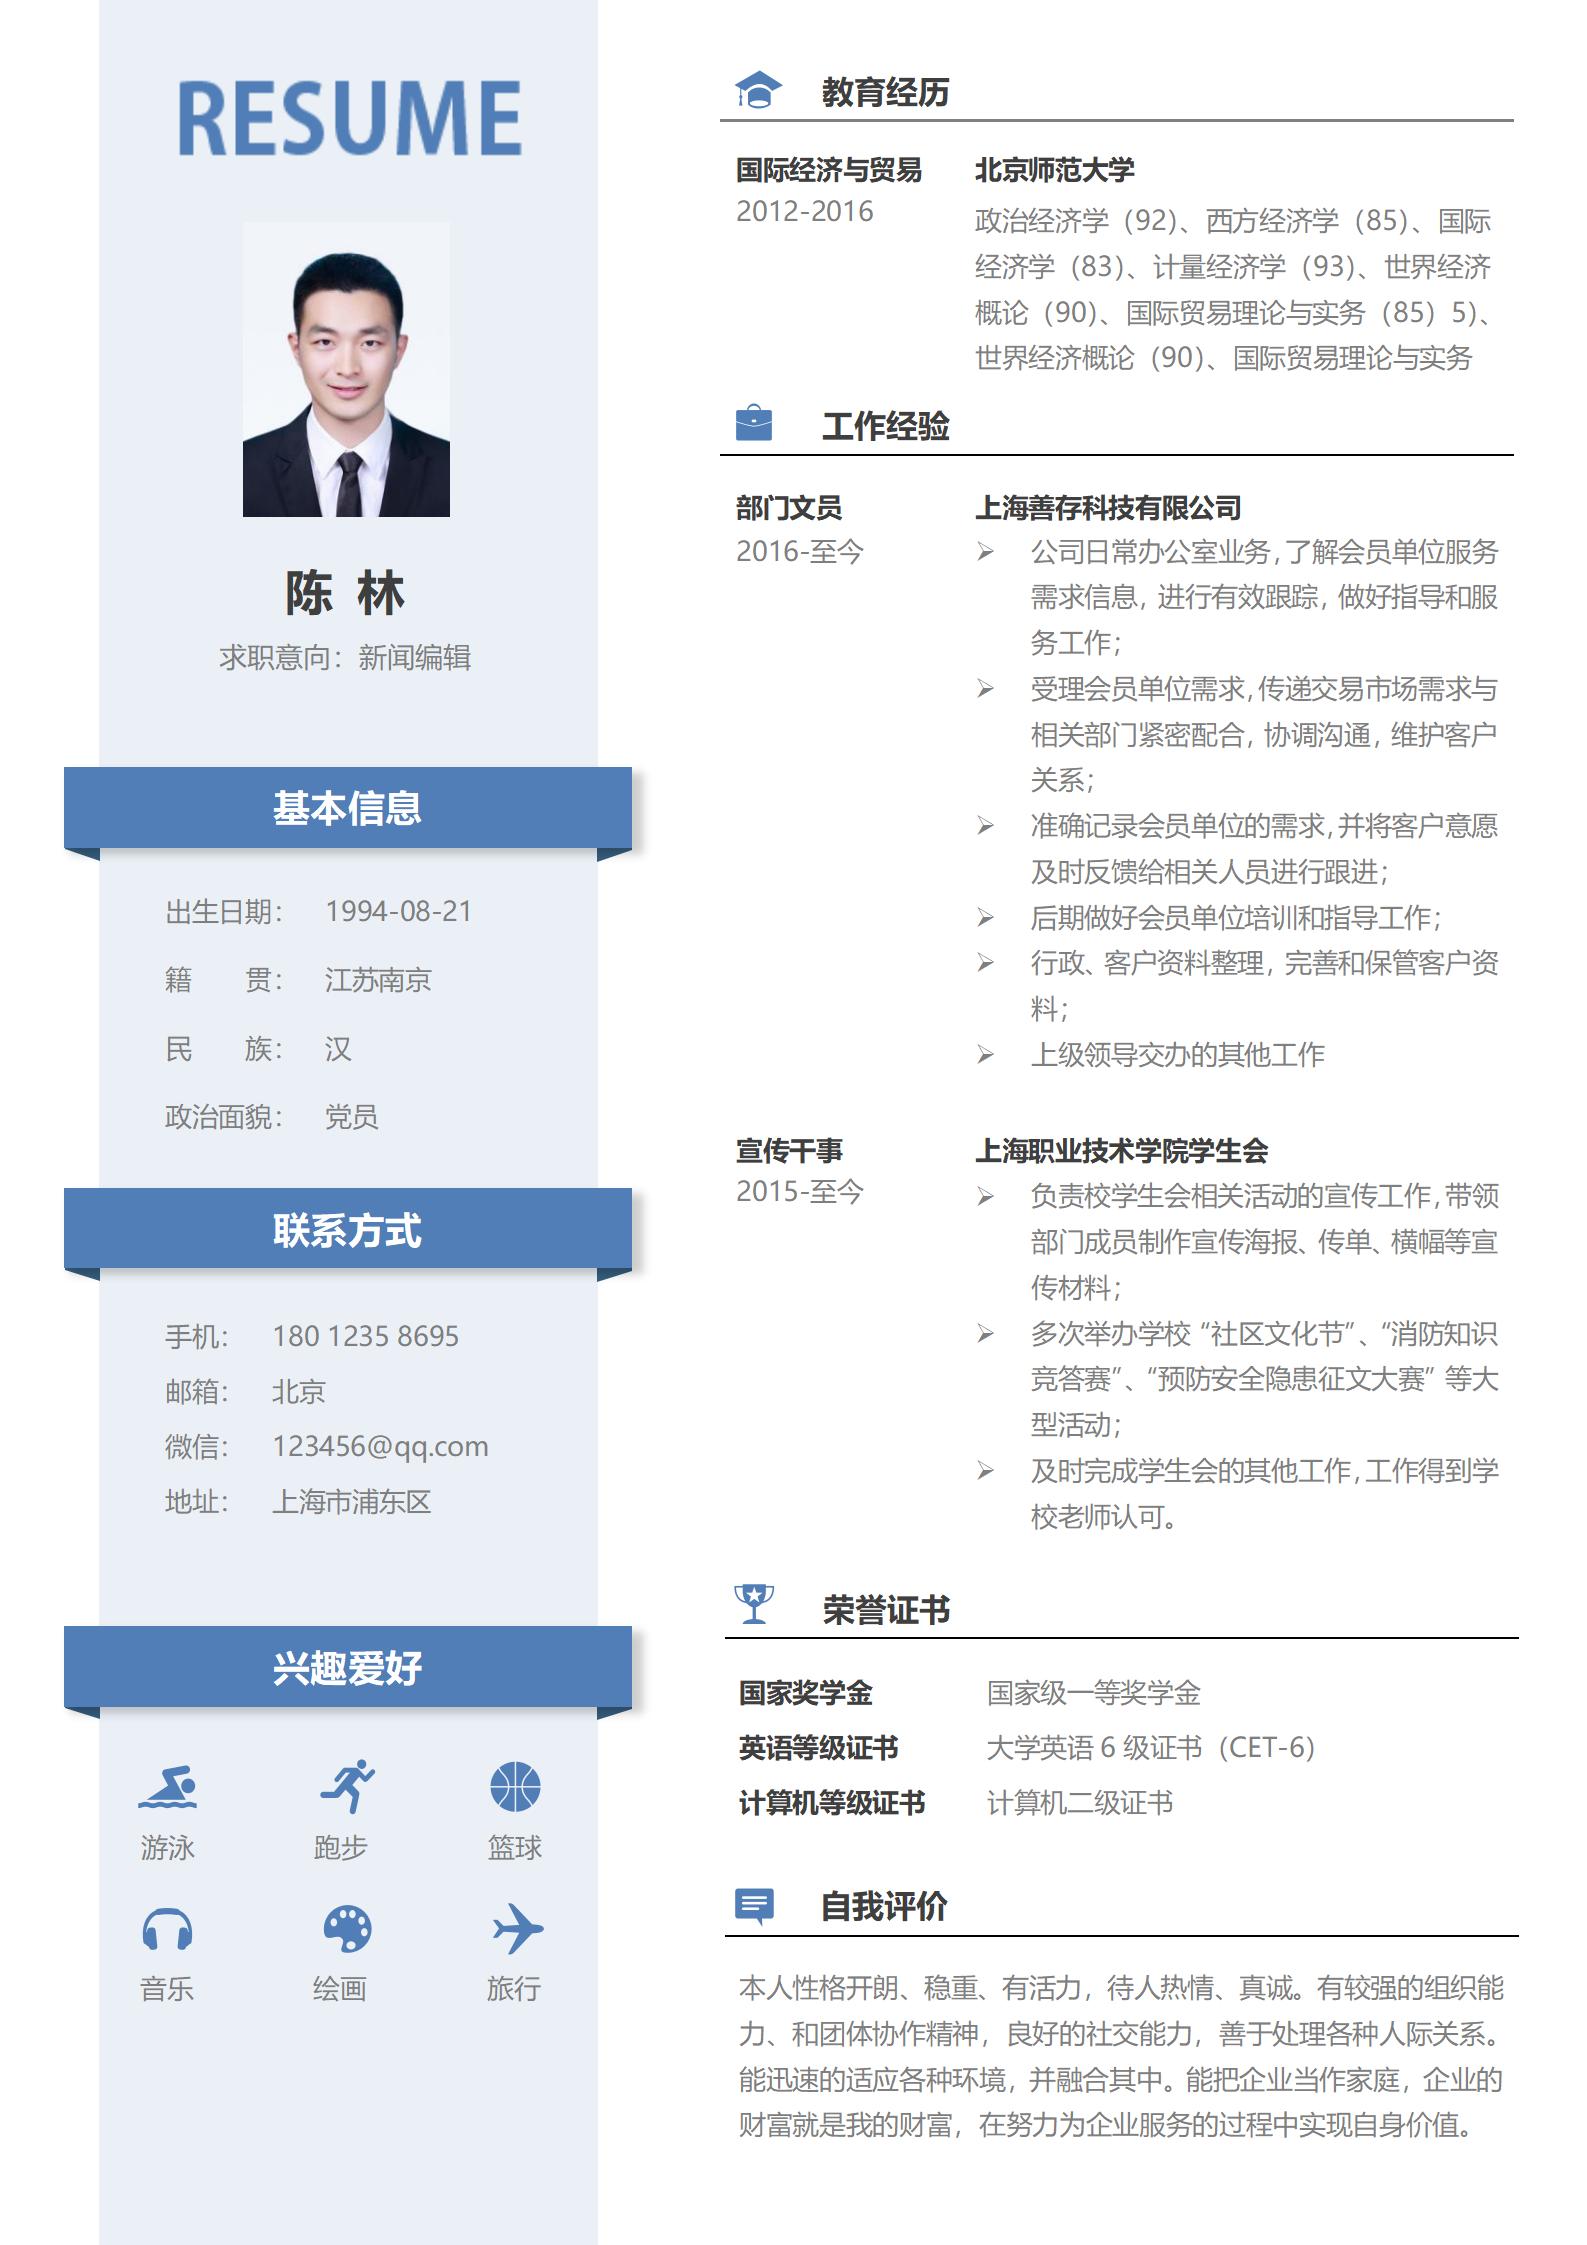 RESUME
陈 林
求职意向：新闻编辑
基本信息
出生日期： 1994-08-21
籍 贯： 江苏南京
民 族： 汉
政治面貌： 党员
联系方式
手机： 180 1235 8695
邮箱： 北京
微信： 123456@qq.com
地址： 上海市浦东区
兴趣爱好
游泳 跑步 篮球
音乐 绘画 旅行
教育经历
国际经济与贸易 北京师范大学
2012-2016
政治经济学（92）、西方经济学（85）、国际
经济学（83）、计量经济学（93）、世界经济
概论（90）、国际贸易理论与实务（85）5）、
世界经济概论（90）、国际贸易理论与实务
工作经验
部门文员 上海善存科技有限公司
2016-至今
公司日常办公室业务，了解会员单位服务
需求信息，进行有效跟踪，做好指导和服
务工作；
受理会员单位需求，传递交易市场需求与
相关部门紧密配合，协调沟通，维护客户
关系；
准确记录会员单位的需求，并将客户意愿
及时反馈给相关人员进行跟进；
后期做好会员单位培训和指导工作；
行政、客户资料整理，完善和保管客户资
料；
上级领导交办的其他工作
宣传干事 上海职业技术学院学生会
2015-至今
负责校学生会相关活动的宣传工作，带领
部门成员制作宣传海报、传单、横幅等宣
传材料；
多次举办学校“社区文化节”、“消防知识
竞答赛”、“预防安全隐患征文大赛”等大
型活动；
及时完成学生会的其他工作，工作得到学
校老师认可。
荣誉证书
国家奖学金 国家级一等奖学金
英语等级证书 大学英语 6 级证书（CET-6）
计算机等级证书 计算机二级证书
自我评价
本人性格开朗、稳重、有活力，待人热情、真诚。有较强的组织能
力、和团体协作精神，良好的社交能力，善于处理各种人际关系。
能迅速的适应各种环境，并融合其中。能把企业当作家庭，企业的
财富就是我的财富，在努力为企业服务的过程中实现自身价值。